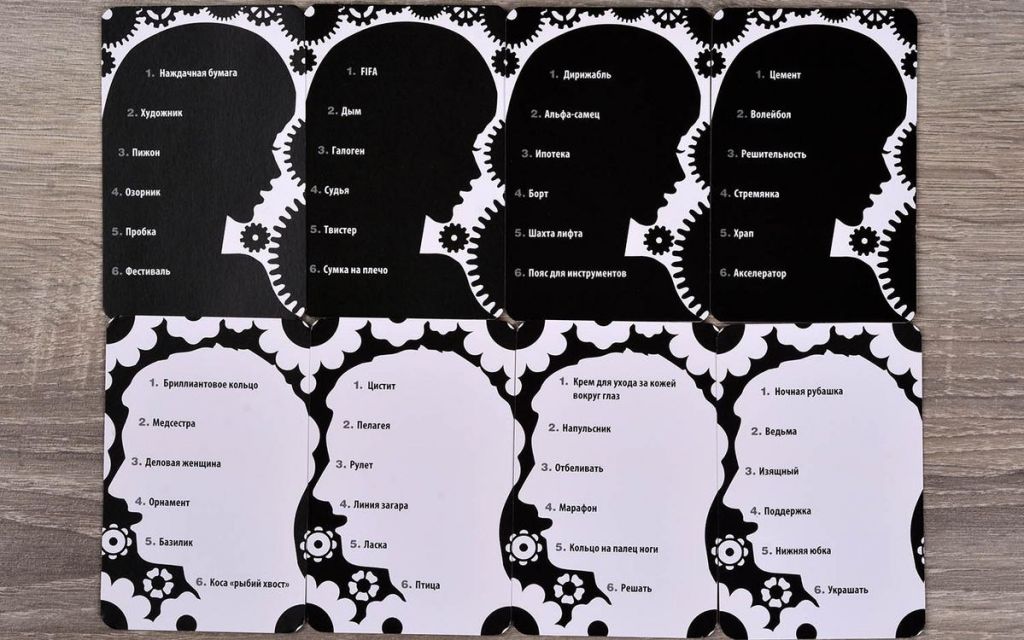 1. Наждачная бумага
2. Художник
3. Пижон
4. Озорник
5. Пробка
6. Фестиваль
1. FIFA
2. Дым
3. Галоген
4. Судья
5. Твистер
6. Сумка на плечо
1. Дирижабль
2. Альфа-самец
3. Ипотека
4. Борт
5. Шахта лифта
6. Пояс для инструментов
1. Цемент
2. Волейбол
3. Решительность
4. Стремянка
5. Храп
6. Акселератор
1. Бриллиантовое кольцо
2. Медсестра
3. Деловая женщина
4. Орнамент
5. Базилик
6. Коса «рыбий хвост»
1. Цистит
2. Пелагея
3. Рулет
4. Линия загара
5. Ласка
6. Птица
1. Крем для ухода за кожей
вокруг глаз
2. Напульсник
3. Отбеливать
4. Марафон
5. Кольцо на палец ноги
6. Решать
1. Ночная рубашка
2. Ведьма
3. Изящный
4. Поддержка
5. Нижняя юбка
6. Украшать